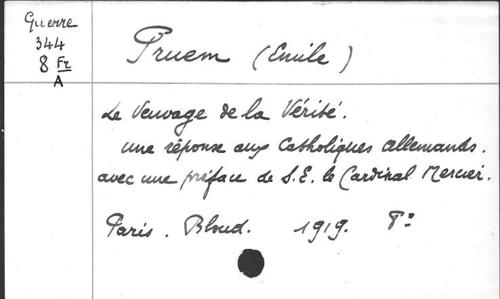 Guerre
344
8 Fr
A
Pruem (Emile)
Le Veuvage de la Vérité.
une réponse aux Catholiques allemands.
avec une préface de S.E. le Cardinal Mercier.
Paris. Bloud. 1919. 8°